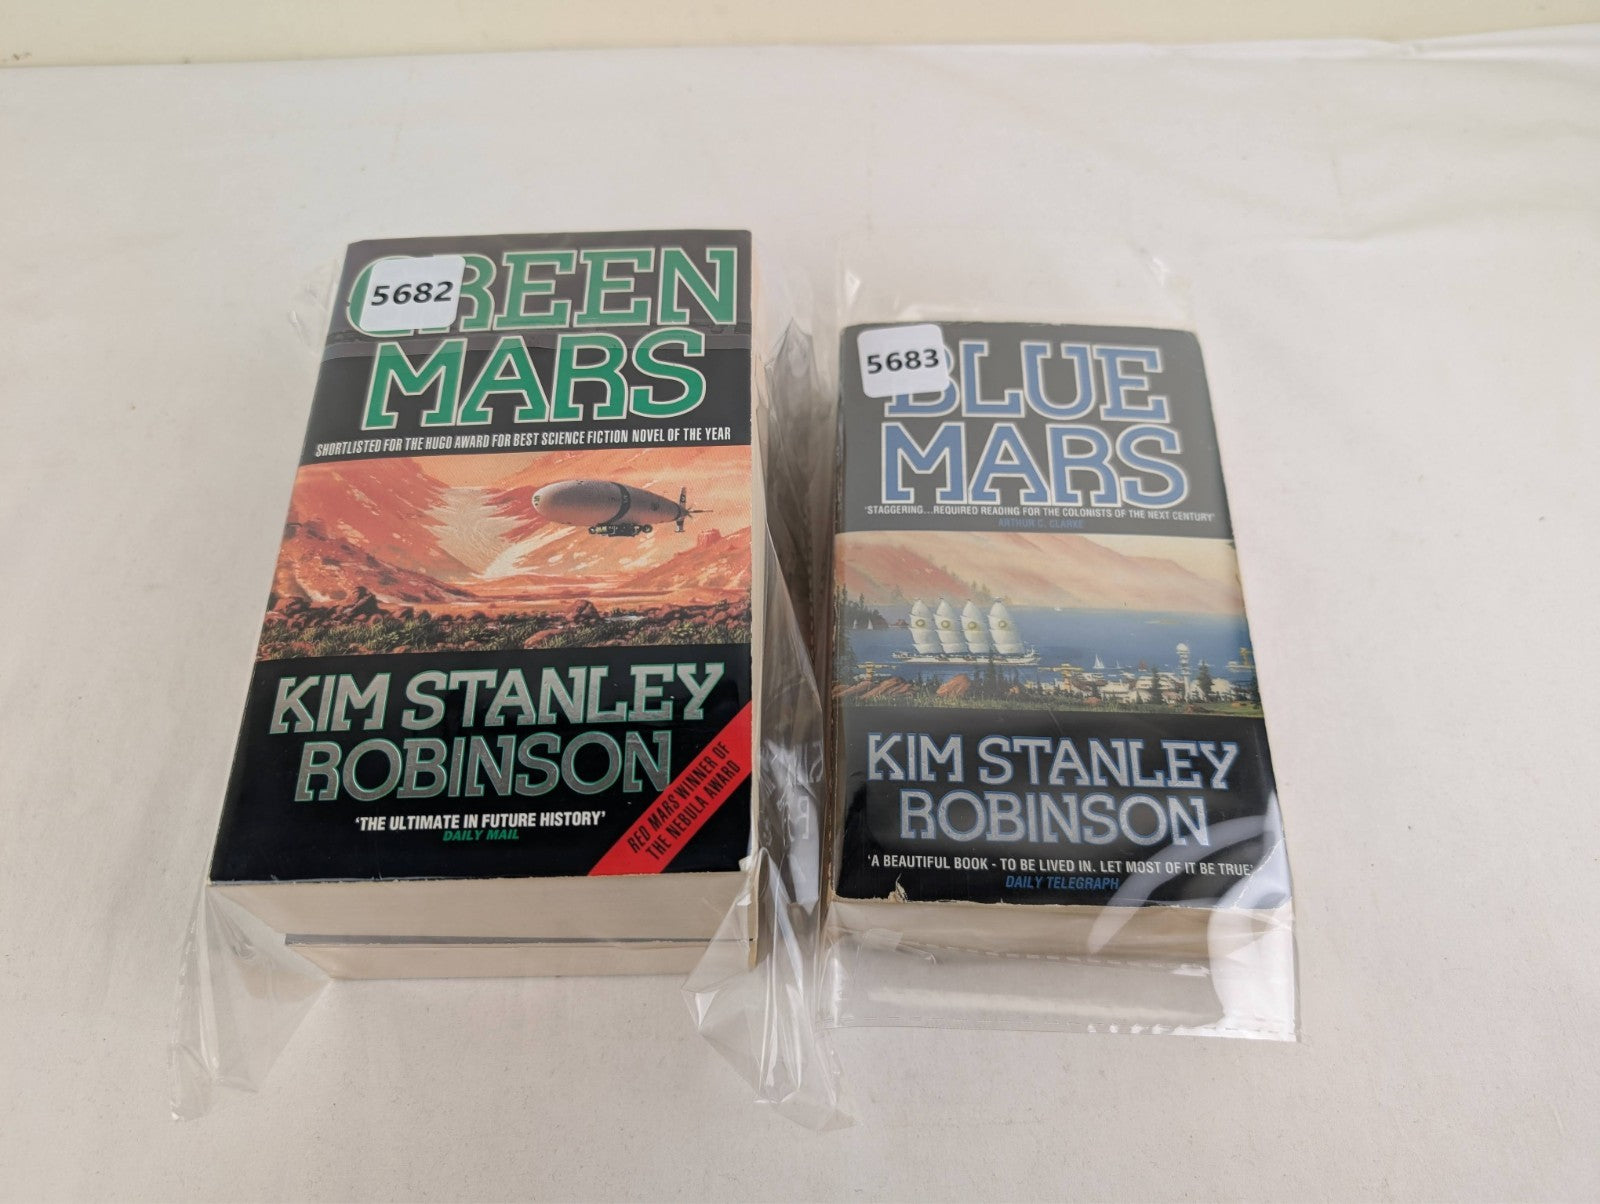 5682
GREEN
MARS
SHORTLISTED FOR THE HUGO AWARD FOR BEST SCIENCE FICTION NOVEL OF THE YEAR
KIM STANLEY
ROBINSON
'THE ULTIMATE IN FUTURE HISTORY'
DAILY MAIL
RED MARS WINNER OF
THE NEBULA AWARD
5683
BLUE
MARS
'STAGGERING...REQUIRED READING FOR THE COLONISTS OF THE NEXT CENTURY'
ARTHUR C. CLARKE
KIM STANLEY
ROBINSON
'A BEAUTIFUL BOOK - TO BE LIVED IN. LET MOST OF IT BE TRUE'
DAILY TELEGRAPH